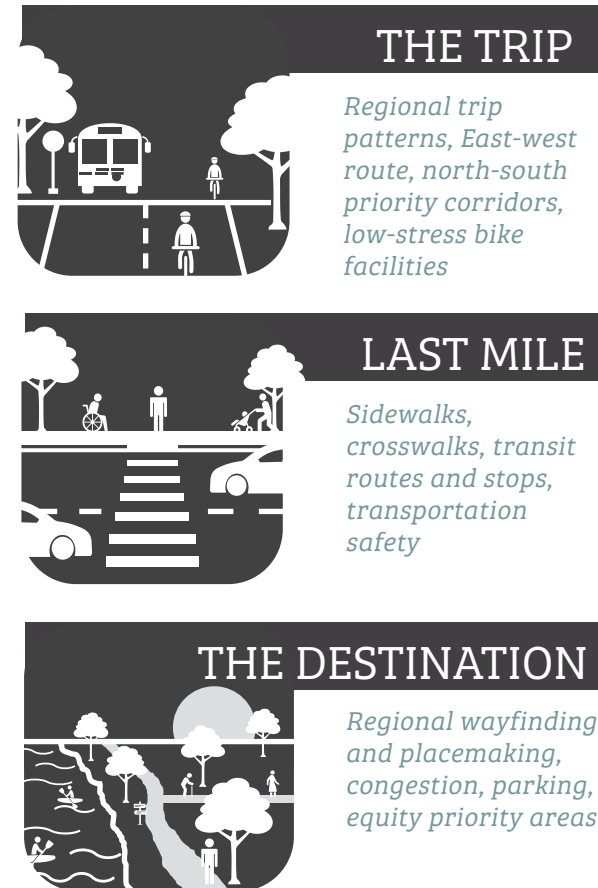 THE TRIP
Regional trip
patterns, East-west
route, north-south
priority corridors,
low-stress bike
facilities
LAST MILE
Sidewalks,
crosswalks, transit
routes and stops,
transportation
safety
THE DESTINATION
Regional wayfinding
and placemaking,
congestion, parking,
equity priority areas